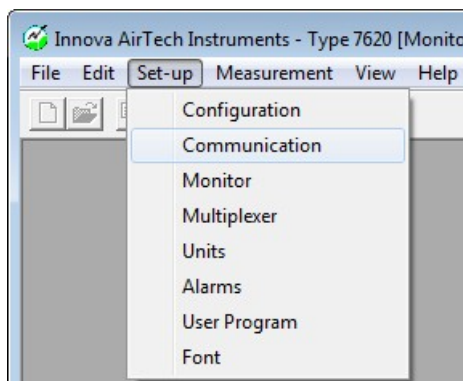 Innova AirTech Instruments - Type 7620 [Monito
File Edit Set-up Measurement View Help
Configuration
Communication
Monitor
Multiplexer
Units
Alarms
User Program
Font